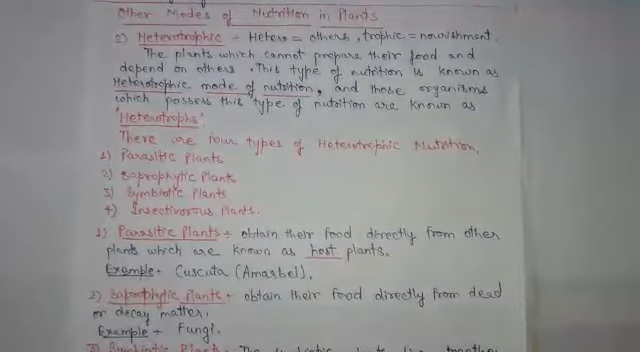 Other Modes of Nutrition in Plants
2) Heterotrophic - Hetero = others, trophic = nourishment.
The plants which cannot prepare their food and
depend on others. This type of nutrition is known as
Heterotrophic mode of nutrition, and those organisms
which possess this type of nutrition are known as
'Heterotrophs'.
There are four types of Heterotrophic Nutrition.
1) Parasitic Plants
2) Saprophytic Plants
3) Symbiotic Plants
4) Insectivorous Plants.
1) Parasitic Plants - obtain their food directly from other
plants which are known as host plants.
Example - Cuscuta (Amarbel).
2) Saprophytic Plants - obtain their food directly from dead
or decay matter.
Example - Fungi.
3) Symbiotic Plants - The